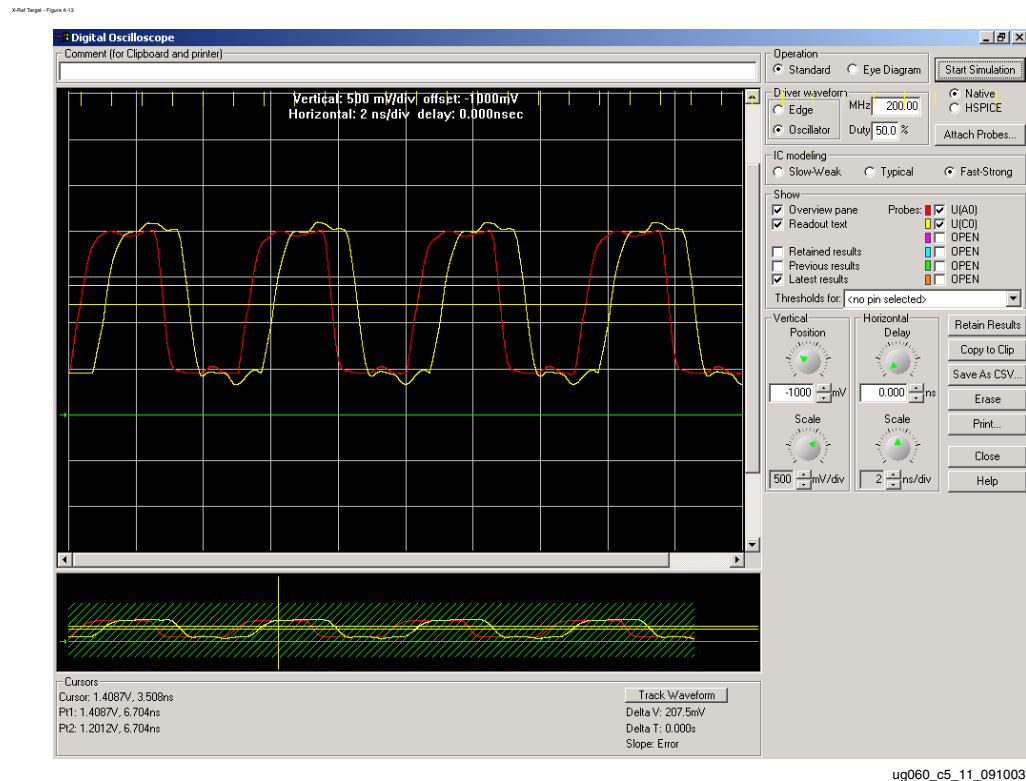 X-Ref Target - Figure 4-13
Digital Oscilloscope
Comment (for Clipboard and printer)
Vertical: 500 mV/div offset: -1000mV
Horizontal: 2 ns/div delay: 0.000nsec
Operation
Standard Eye Diagram
Start Simulation
Driver waveform
Edge
Oscillator
MHz 200.00
Duty 50.0 %
Native
HSPICE
Attach Probes...
IC modeling
Slow-Weak Typical Fast-Strong
Show
Overview pane Probes: U(A0)
Readout text U(C0)
OPEN
Retained results OPEN
Previous results OPEN
Latest results OPEN
Thresholds for: <no pin selected>
Vertical
Position
-1000 mV
Scale
500 mV/div
Horizontal
Delay
0.000 ns
Scale
2 ns/div
Retain Results
Copy to Clip
Save As CSV...
Erase
Print...
Close
Help
Cursors
Cursor: 1.4087V, 3.508ns
Pt1: 1.4087V, 6.704ns
Pt2: 1.2012V, 6.704ns
Track Waveform
Delta V: 207.5mV
Delta T: 0.000s
Slope: Error
ug060_c5_11_091003